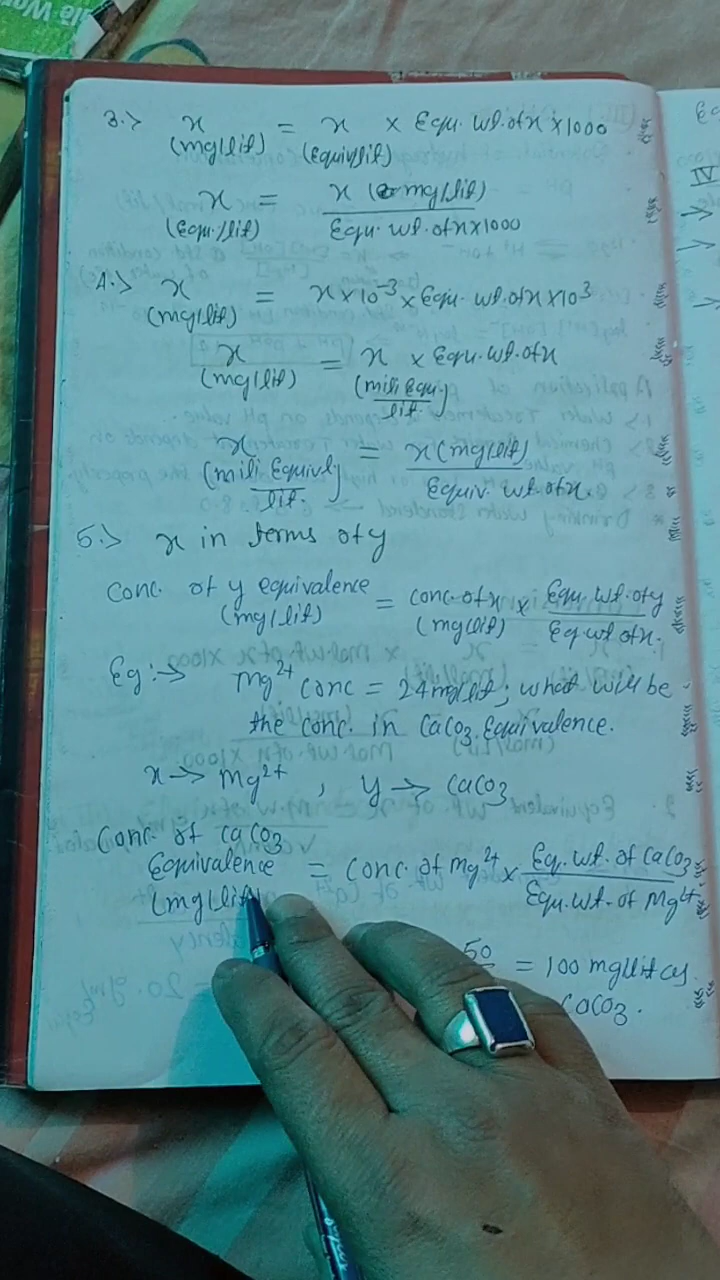 3.> x = x × Equ. wt. of x × 1000
(mg/lit) (equiv/lit)
x = x (mg/lit)
(Equ./lit) Equ. wt. of x × 1000
4.> x = x × 10⁻³ × Equ. wt. of x × 10³
(mg/lit)
x = x × Equ. wt. of x
(mg/lit) (mili Equ./lit.)
x = x (mg/lit)
(mili Equivl/lit.) Equiv. wt. of x.
5.> x in terms of y
Conc. of y equivalence = conc. of x × Equ. wt. of y
(mg/lit) (mg/lit) Eq wt of x.
Eg :→ Mg²⁺ conc = 24 mg/lit; what will be
the conc. in CaCO₃ Equivalence.
x → Mg²⁺ , y → CaCO₃
Conc. of CaCO₃
Equivalence = Conc. of Mg²⁺ × Eq. wt. of CaCO₃
(mg/lit) Equ. wt. of Mg²⁺
50 = 100 mg/lit as
CaCO₃.
IV